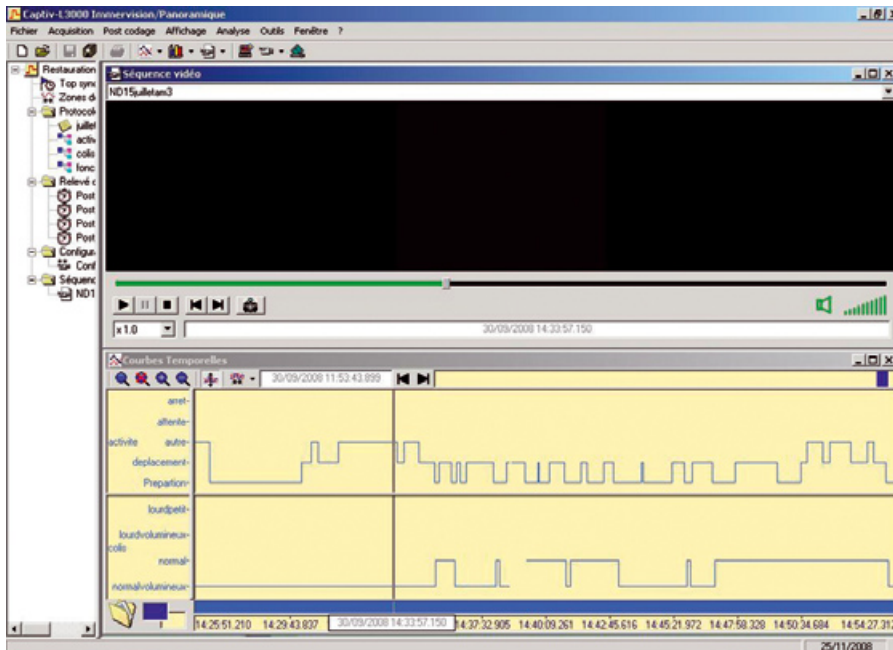 Captiv-L3000 Immervision/Panoramique
Fichier Acquisition Post codage Affichage Analyse Outils Fenêtre ?
Restauration
Top sync
Zones d
Protocol
juillet
activ
colis
fonc
Relevé d
Post
Post
Post
Post
Configur
Conf
Séquenc
ND1
Séquence vidéo
ND15juilletam3
x1.0
30/09/2008 14:33:57.150
Courbes Temporelles
30/09/2008 11:53:43.899
arret-
attente-
activite autre-
deplacement-
Prepartion-
lourdpetit-
lourdvolumineux-
colis
normal-
normalvolumineux-
14:25:51.210 14:29:43.837 30/09/2008 14:33:57.150 14:37:32.905 14:40:09.261 14:42:45.616 14:45:21.972 14:47:58.328 14:50:34.684 14:54:27.312
25/11/2008